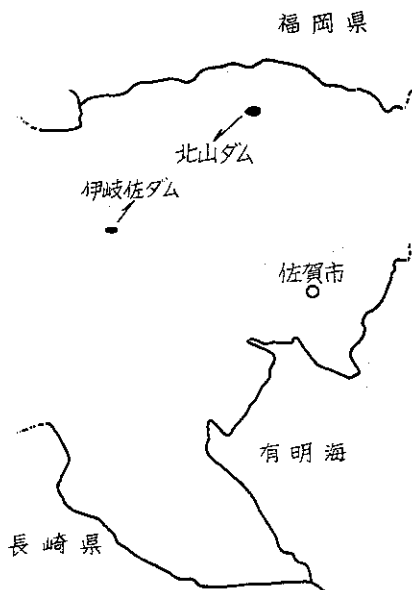 福岡県
北山ダム
伊岐佐ダム
佐賀市
有明海
長崎県